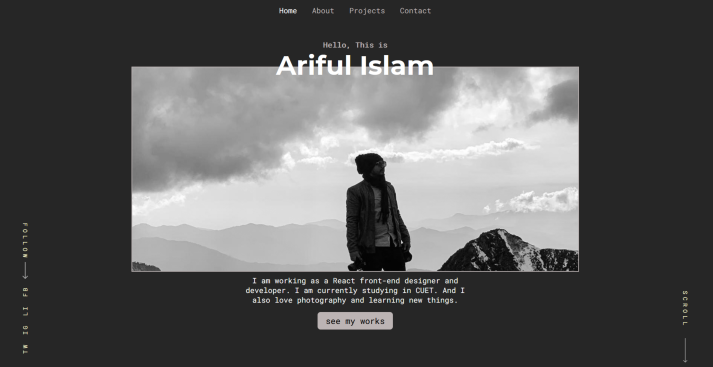 Home About Projects Contact
Hello, This is
Ariful Islam
I am working as a React front-end designer and
developer. I am currently studying in CUET. And I
also love photography and learning new things.
see my works
FOLLOW
FB
LI
IG
TW
SCROLL